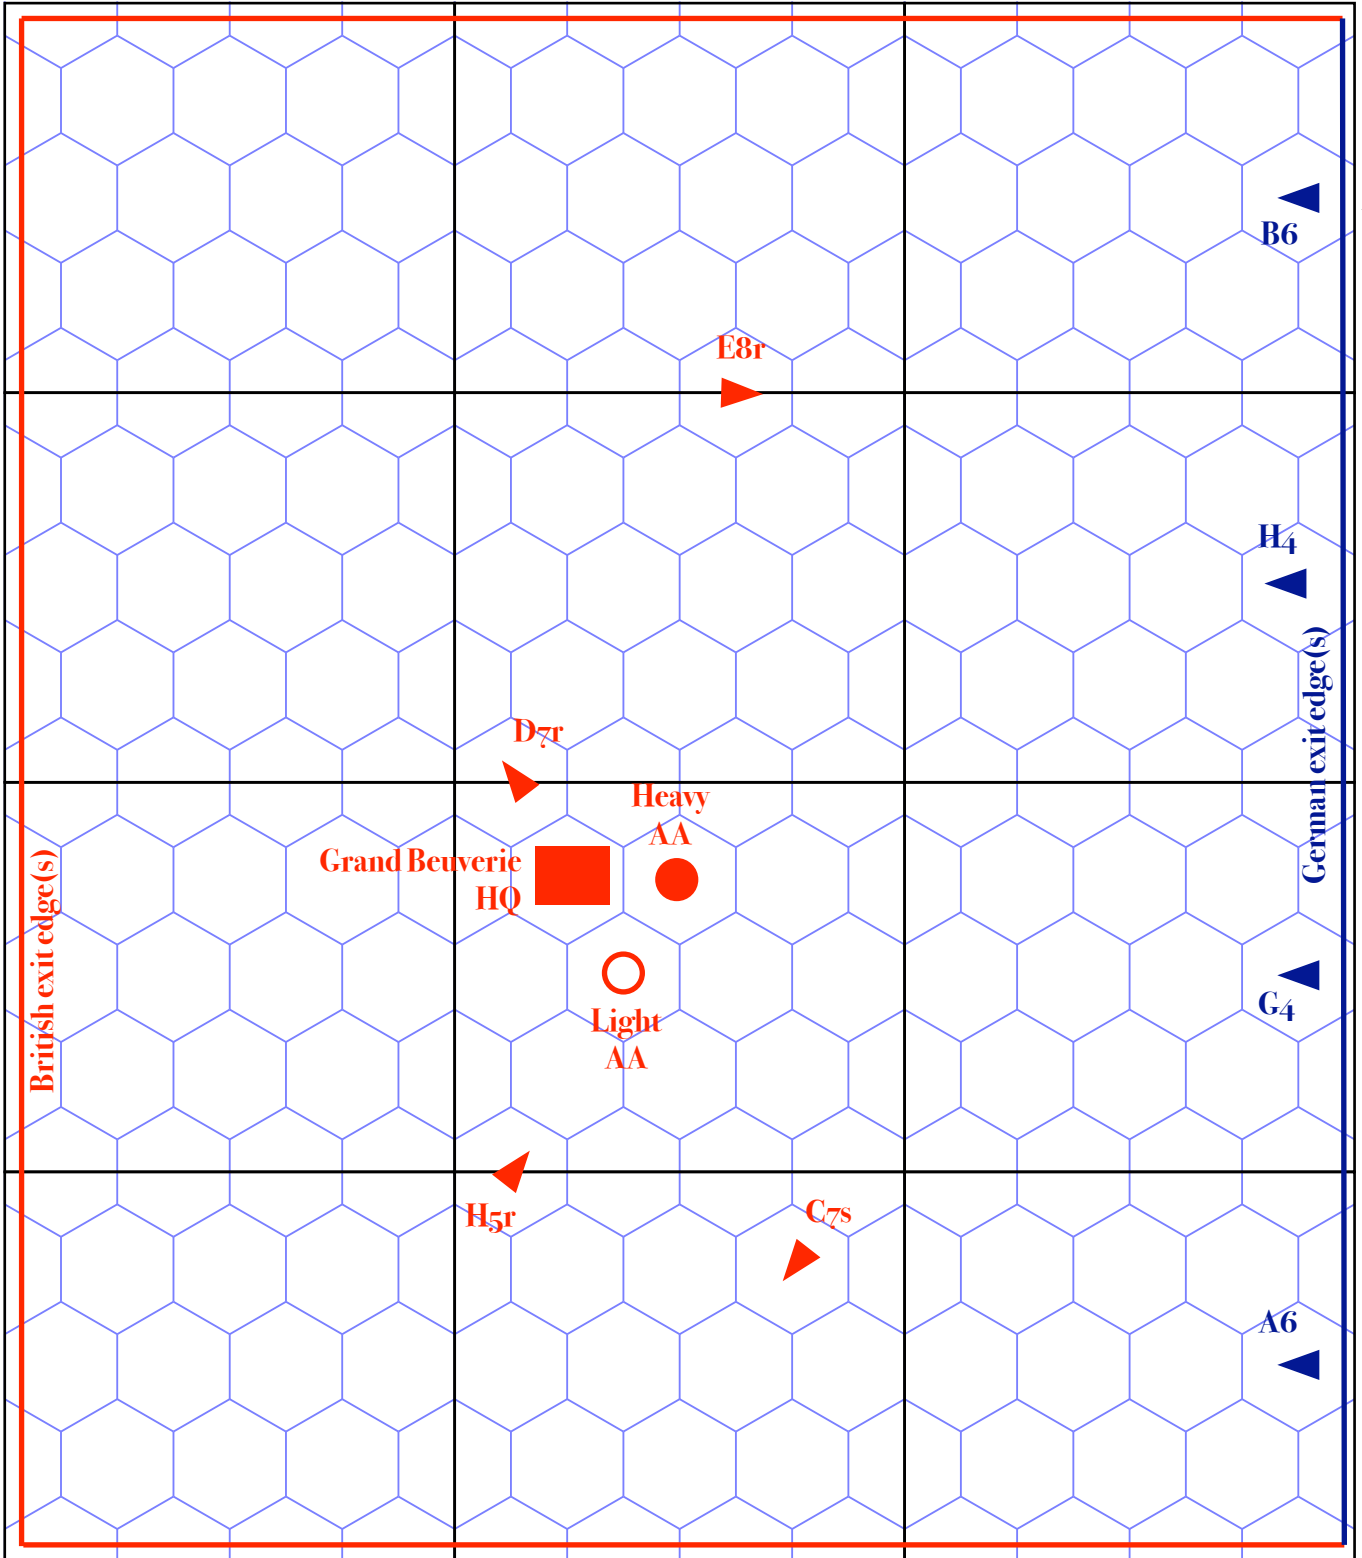 B6
E8r
H4
German exit edge(s)
D7r
Heavy
AA
Grand Beuverie
HQ
British exit edge(s)
G4
Light
AA
H5r
C7s
A6